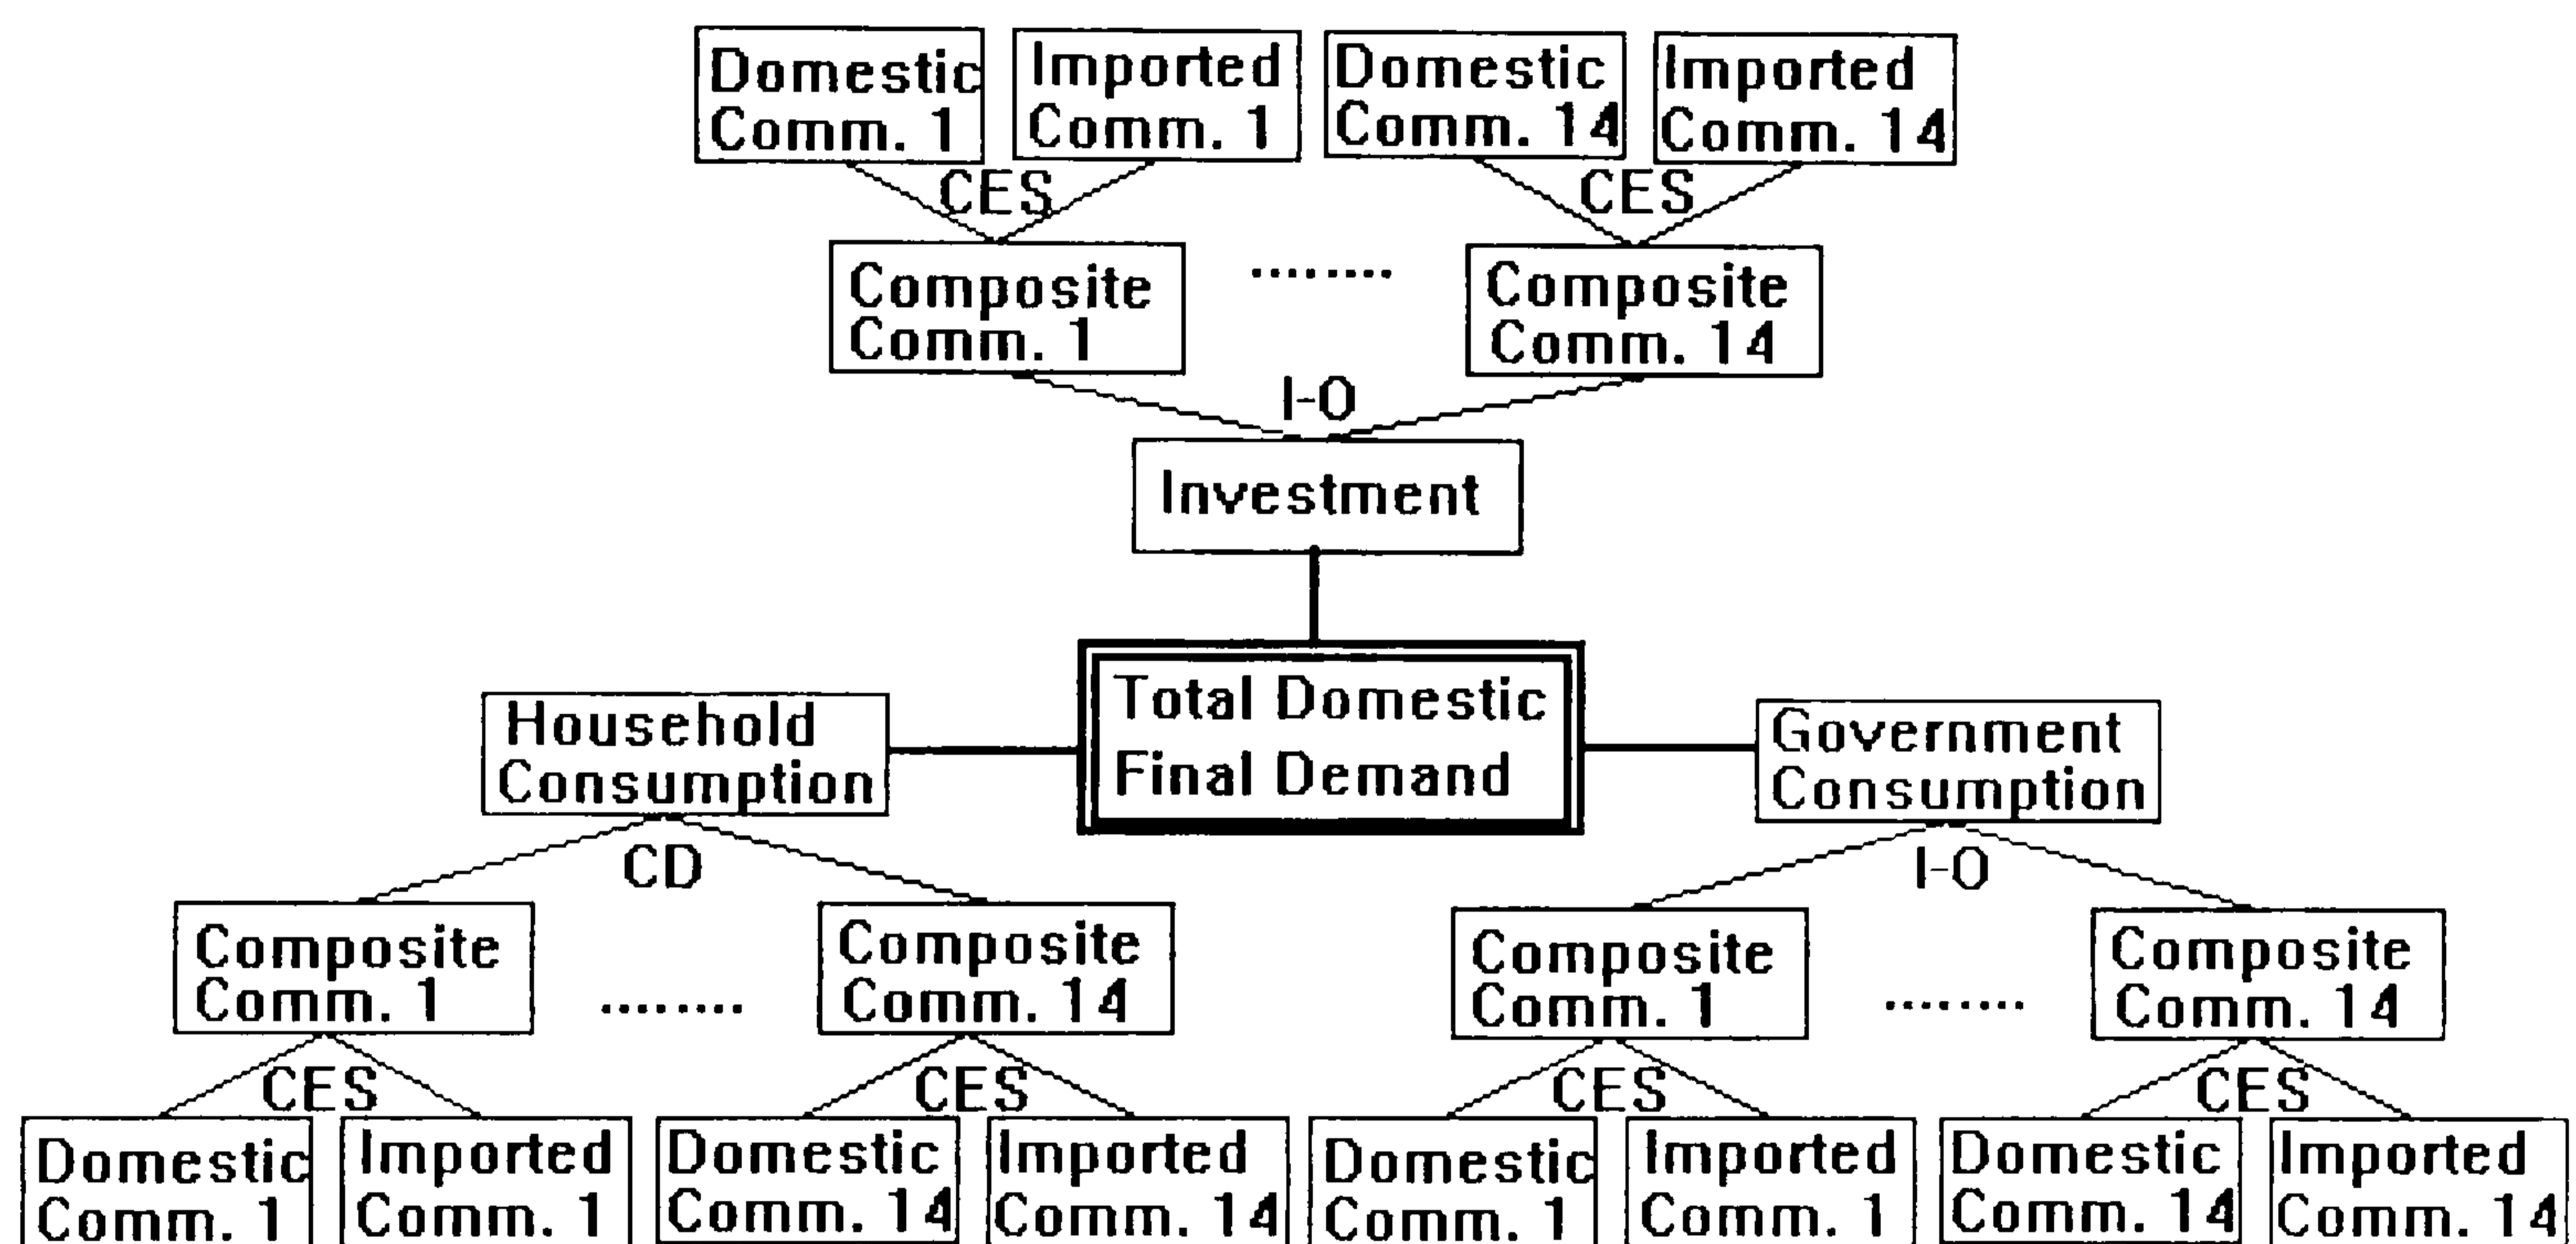 Domestic
Comm. 1
Imported
Comm. 1
Domestic
Comm. 14
Imported
Comm. 14
CES
CES
Composite
Comm. 1
........
Composite
Comm. 14
I-O
Investment
Total Domestic
Final Demand
Household
Consumption
Government
Consumption
CD
I-O
Composite
Comm. 1
........
Composite
Comm. 14
Composite
Comm. 1
........
Composite
Comm. 14
CES
CES
CES
CES
Domestic
Comm. 1
Imported
Comm. 1
Domestic
Comm. 14
Imported
Comm. 14
Domestic
Comm. 1
Imported
Comm. 1
Domestic
Comm. 14
Imported
Comm. 14